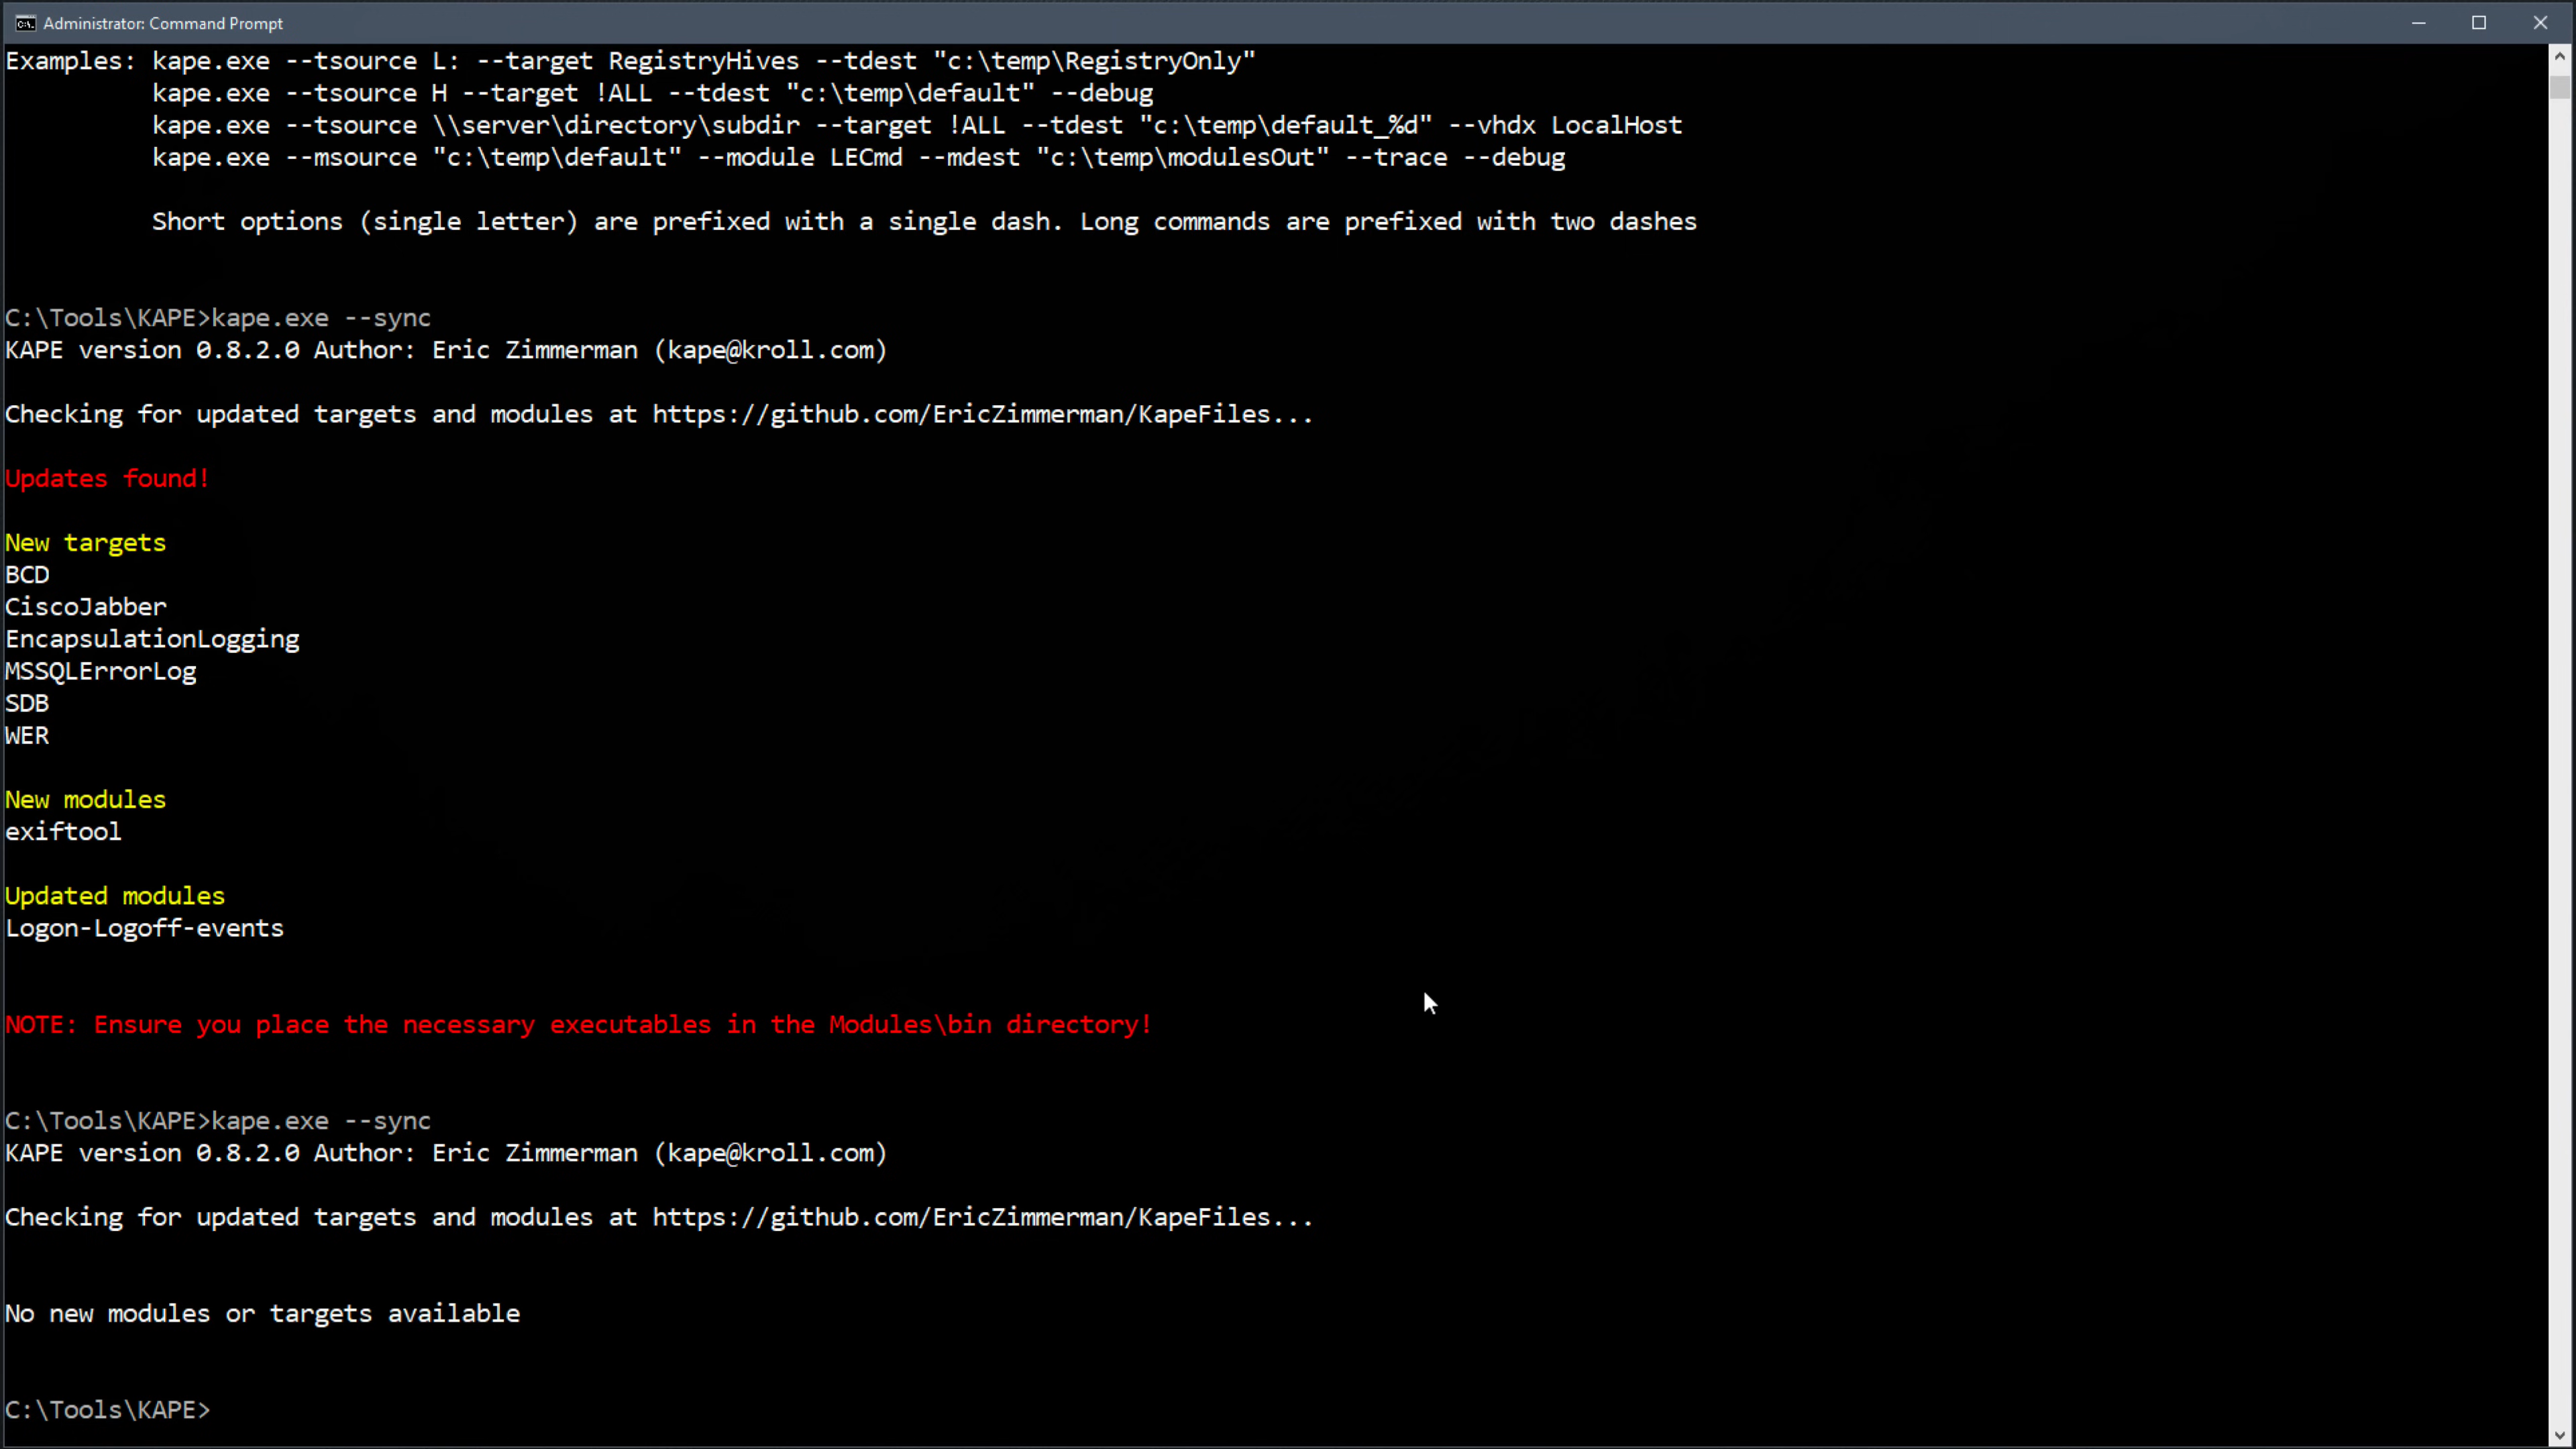 Administrator: Command Prompt
Examples: kape.exe --tsource L: --target RegistryHives --tdest "c:\temp\RegistryOnly"
kape.exe --tsource H --target !ALL --tdest "c:\temp\default" --debug
kape.exe --tsource \\server\directory\subdir --target !ALL --tdest "c:\temp\default_%d" --vhdx LocalHost
kape.exe --msource "c:\temp\default" --module LECmd --mdest "c:\temp\modulesOut" --trace --debug
Short options (single letter) are prefixed with a single dash. Long commands are prefixed with two dashes
C:\Tools\KAPE>kape.exe --sync
KAPE version 0.8.2.0 Author: Eric Zimmerman (kape@kroll.com)
Checking for updated targets and modules at https://github.com/EricZimmerman/KapeFiles...
Updates found!
New targets
BCD
CiscoJabber
EncapsulationLogging
MSSQLErrorLog
SDB
WER
New modules
exiftool
Updated modules
Logon-Logoff-events
NOTE: Ensure you place the necessary executables in the Modules\bin directory!
C:\Tools\KAPE>kape.exe --sync
KAPE version 0.8.2.0 Author: Eric Zimmerman (kape@kroll.com)
Checking for updated targets and modules at https://github.com/EricZimmerman/KapeFiles...
No new modules or targets available
C:\Tools\KAPE>